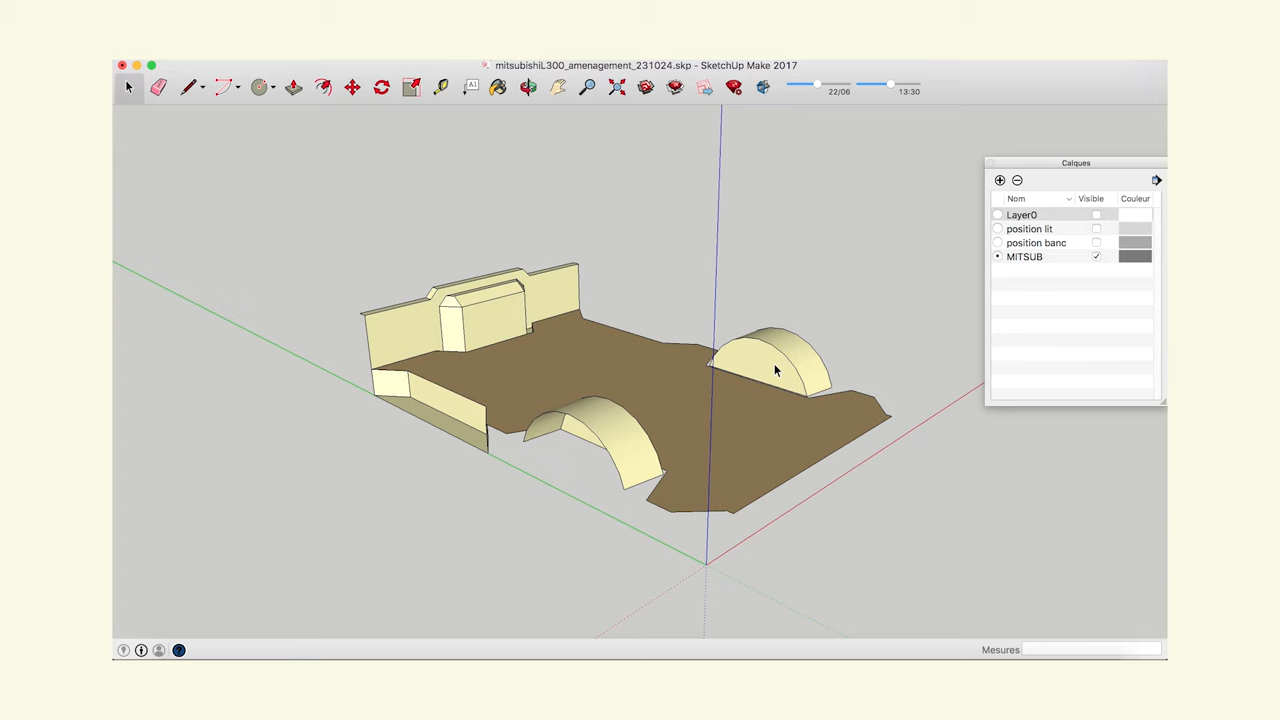 mitsubishiL300_amenagement_231024.skp - SketchUp Make 2017
A1
22/06
13:30
Calques
Nom Visible Couleur
Layer0
position lit
position banc
MITSUB
Mesures